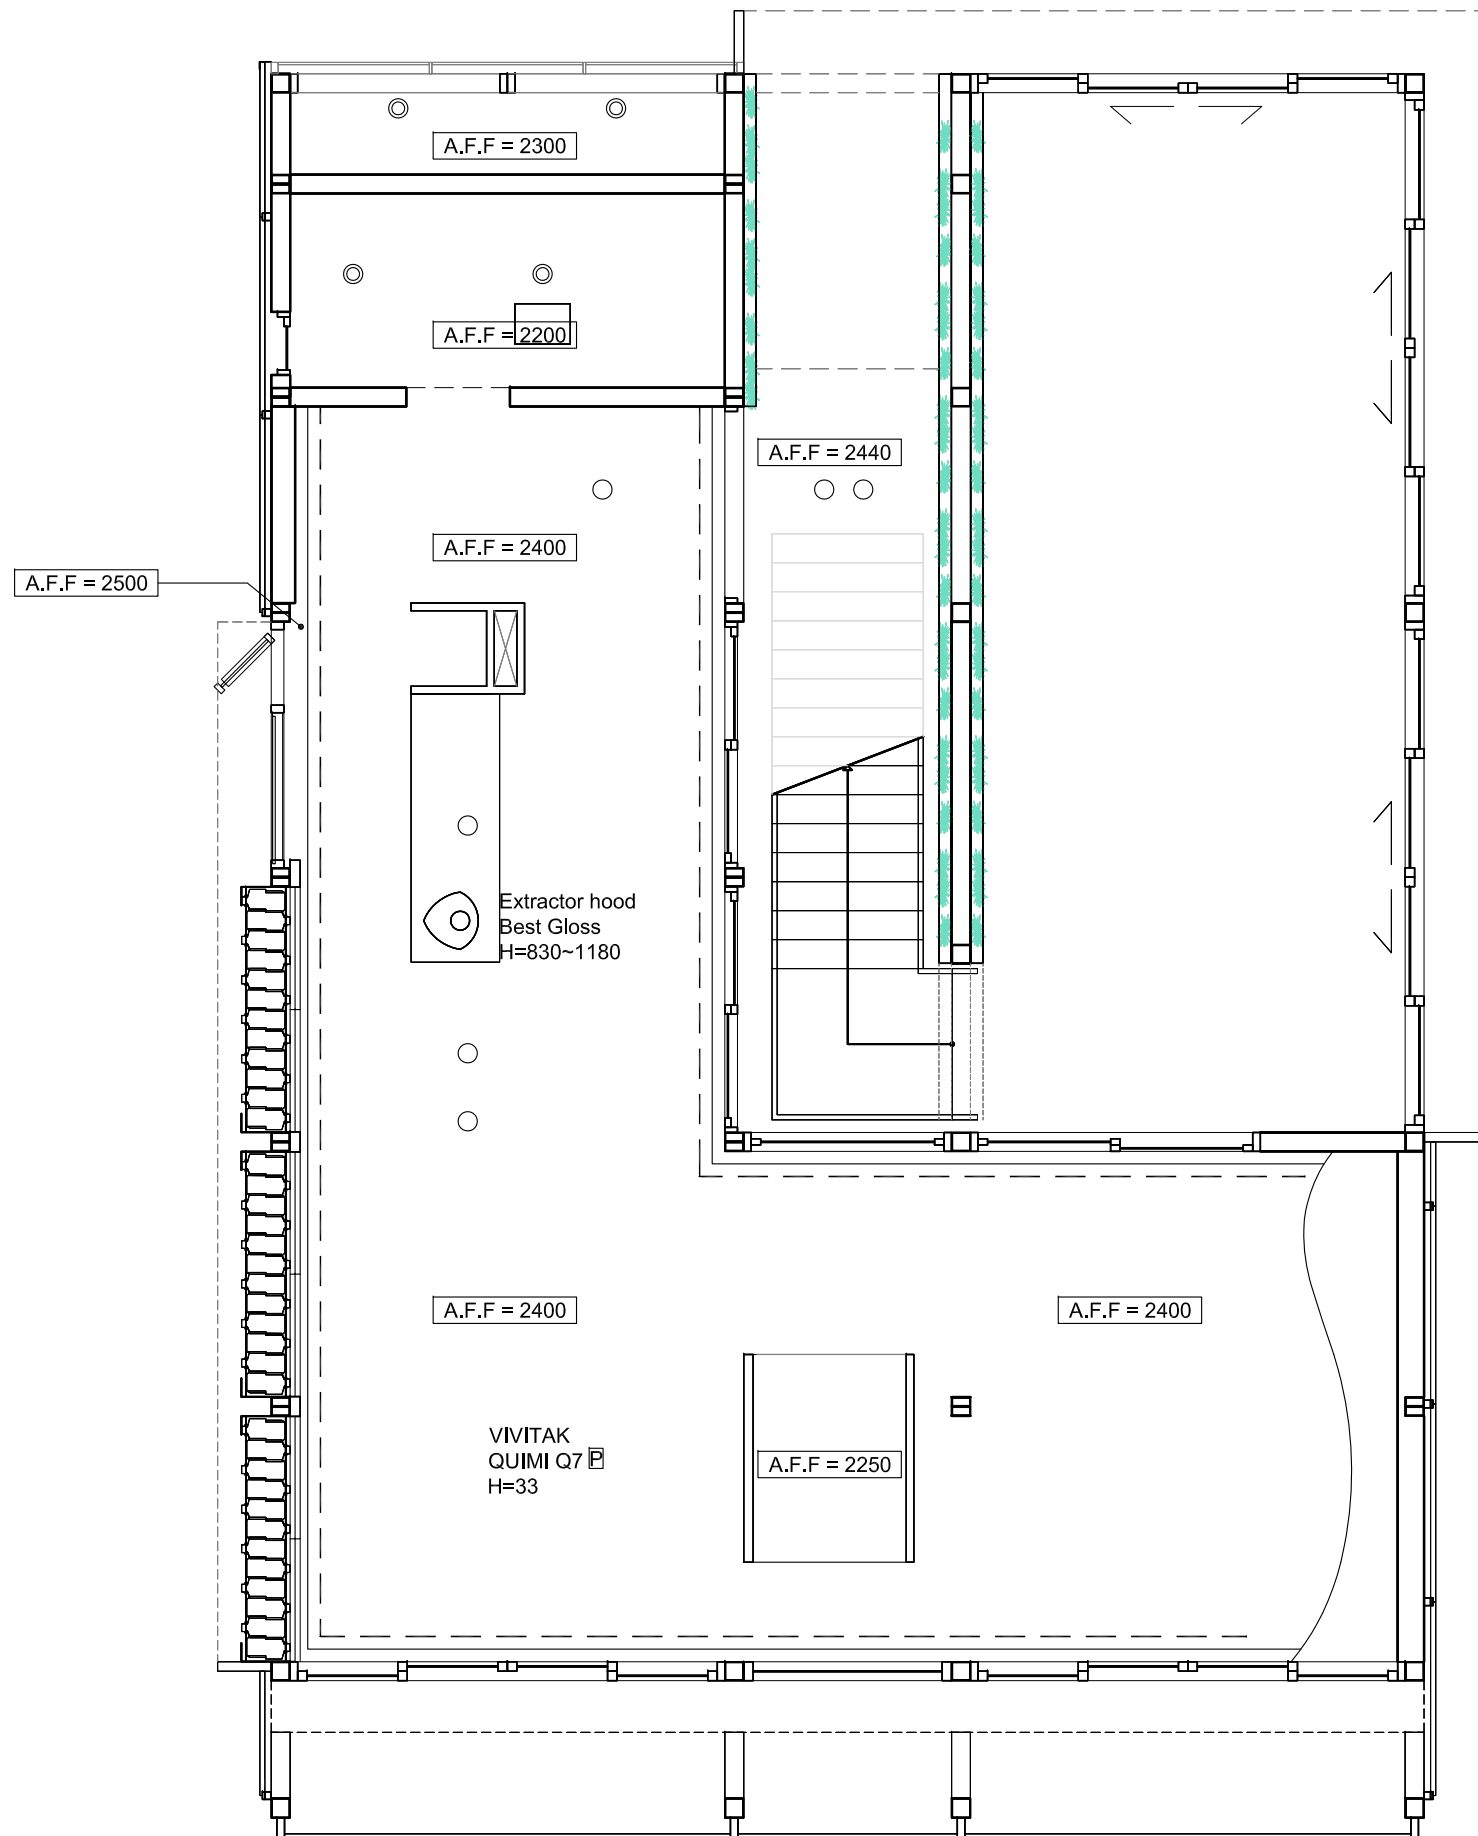 A.F.F = 2300
A.F.F = 2200
A.F.F = 2440
A.F.F = 2400
A.F.F = 2500
Extractor hood
Best Gloss
H=830~1180
A.F.F = 2400
A.F.F = 2400
VIVITAK
QUIMI Q7 P
H=33
A.F.F = 2250